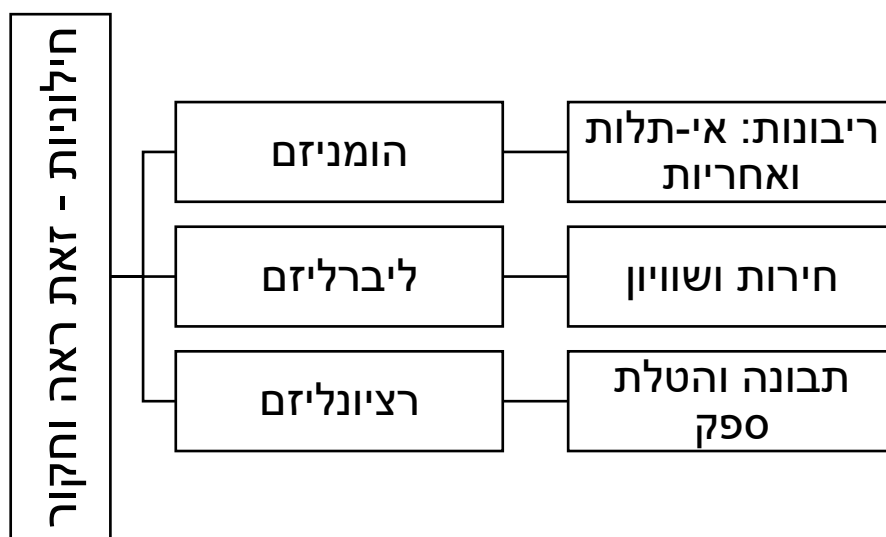 חילוניות - זאת ראה וחקור
הומניזם
ריבונות: אי-תלות
ואחריות
ליברליזם
חירות ושוויון
רציונליזם
תבונה והטלת
ספק